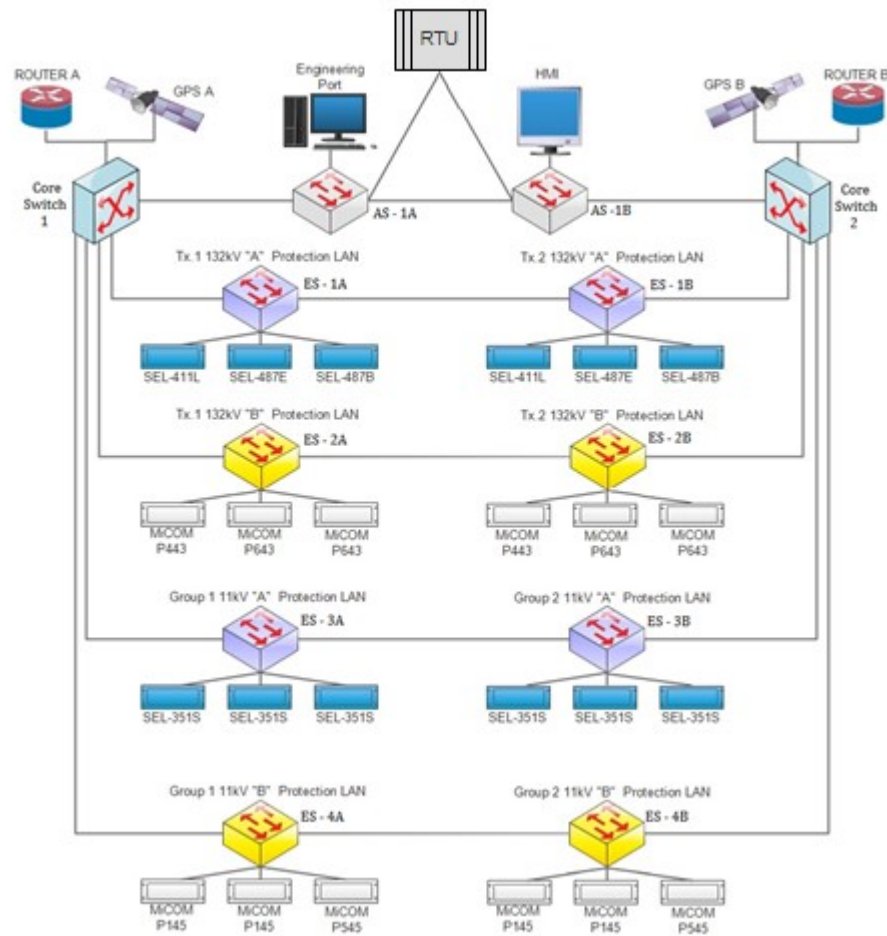 RTU
ROUTER A
GPS A
Engineering
Port
HMI
GPS B
ROUTER B
Core
Switch
1
AS - 1A
AS -1B
Core
Switch
2
Tx.1 132kV "A" Protection LAN
ES - 1A
Tx.2 132kV "A" Protection LAN
ES - 1B
SEL-411L
SEL-487E
SEL-487B
SEL-411L
SEL-487E
SEL-487B
Tx.1 132kV "B" Protection LAN
ES - 2A
Tx.2 132kV "B" Protection LAN
ES - 2B
MiCOM
P443
MiCOM
P643
MiCOM
P643
MiCOM
P443
MiCOM
P643
MiCOM
P643
Group 1 11kV "A" Protection LAN
ES - 3A
Group 2 11kV "A" Protection LAN
ES - 3B
SEL-351S
SEL-351S
SEL-351S
SEL-351S
SEL-351S
SEL-351S
Group 1 11kV "B" Protection LAN
ES - 4A
Group 2 11kV "B" Protection LAN
ES - 4B
MiCOM
P145
MiCOM
P145
MiCOM
P545
MiCOM
P145
MiCOM
P145
MiCOM
P545